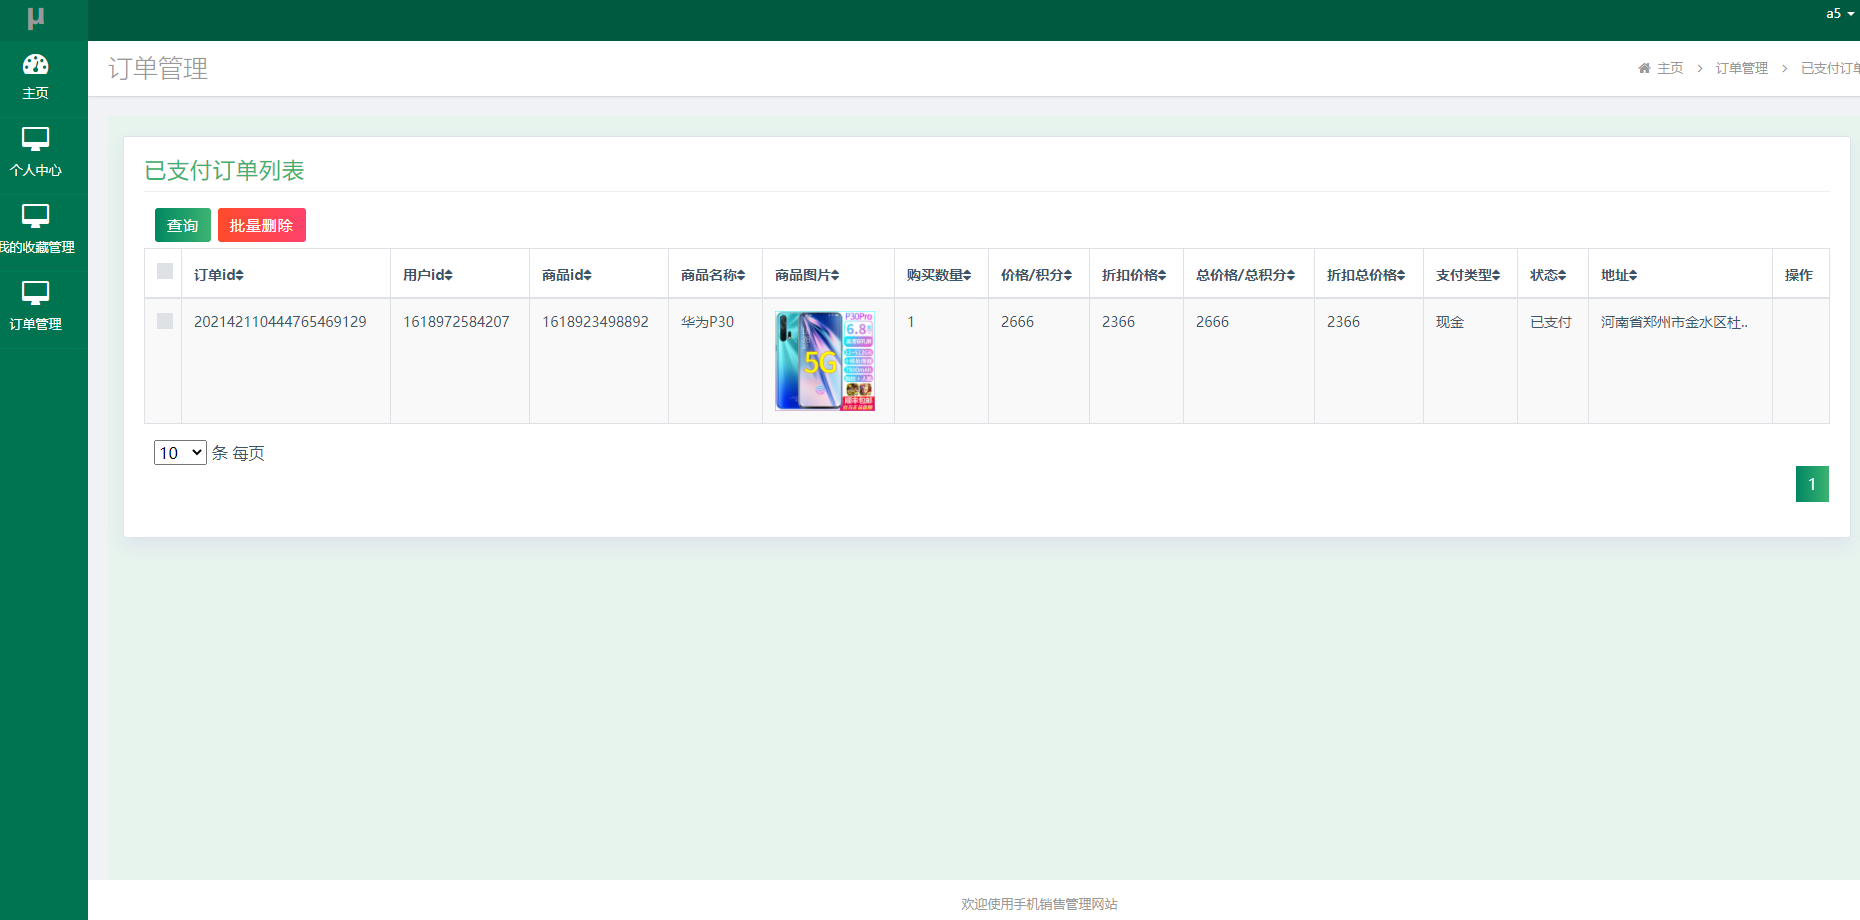 μ
a5
主页
个人中心
我的收藏管理
订单管理
订单管理
主页 > 订单管理 > 已支付订单
已支付订单列表
查询 批量删除
订单id 用户id 商品id 商品名称 商品图片 购买数量 价格/积分 折扣价格 总价格/总积分 折扣总价格 支付类型 状态 地址 操作
202142110444765469129 1618972584207 1618923498892 华为P30 1 2666 2366 2666 2366 现金 已支付 河南省郑州市金水区杜..
P30Pro
6.8
5G
顺丰包邮
10 条 每页
1
欢迎使用手机销售管理网站